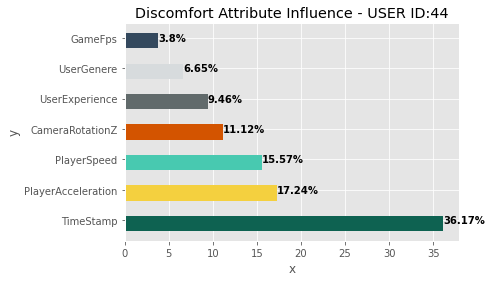 Discomfort Attribute Influence - USER ID:44
GameFps 3.8%
UserGenere 6.65%
UserExperience 9.46%
CameraRotationZ 11.12%
PlayerSpeed 15.57%
PlayerAcceleration 17.24%
TimeStamp 36.17%
y
0 5 10 15 20 25 30 35
x